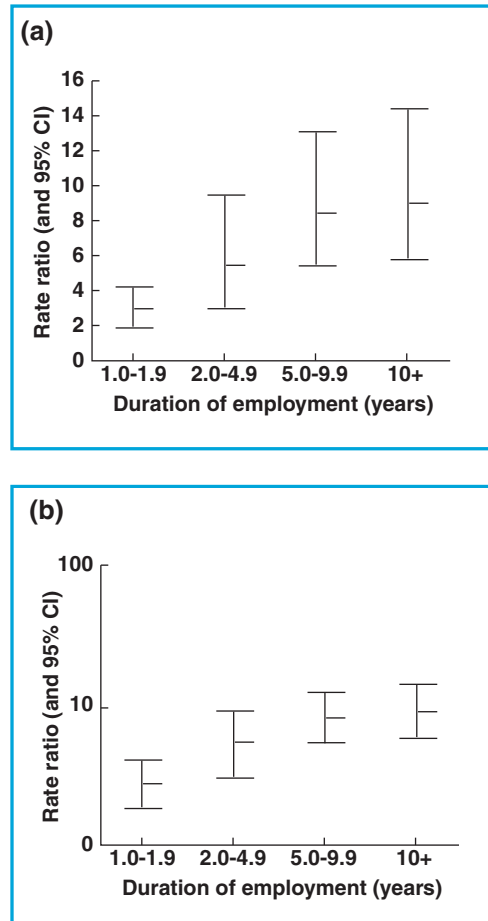 (a)
Rate ratio (and 95% CI)
16
14
12
10
8
6
4
2
0
1.0-1.9 2.0-4.9 5.0-9.9 10+
Duration of employment (years)
(b)
Rate ratio (and 95% CI)
100
10
0
1.0-1.9 2.0-4.9 5.0-9.9 10+
Duration of employment (years)